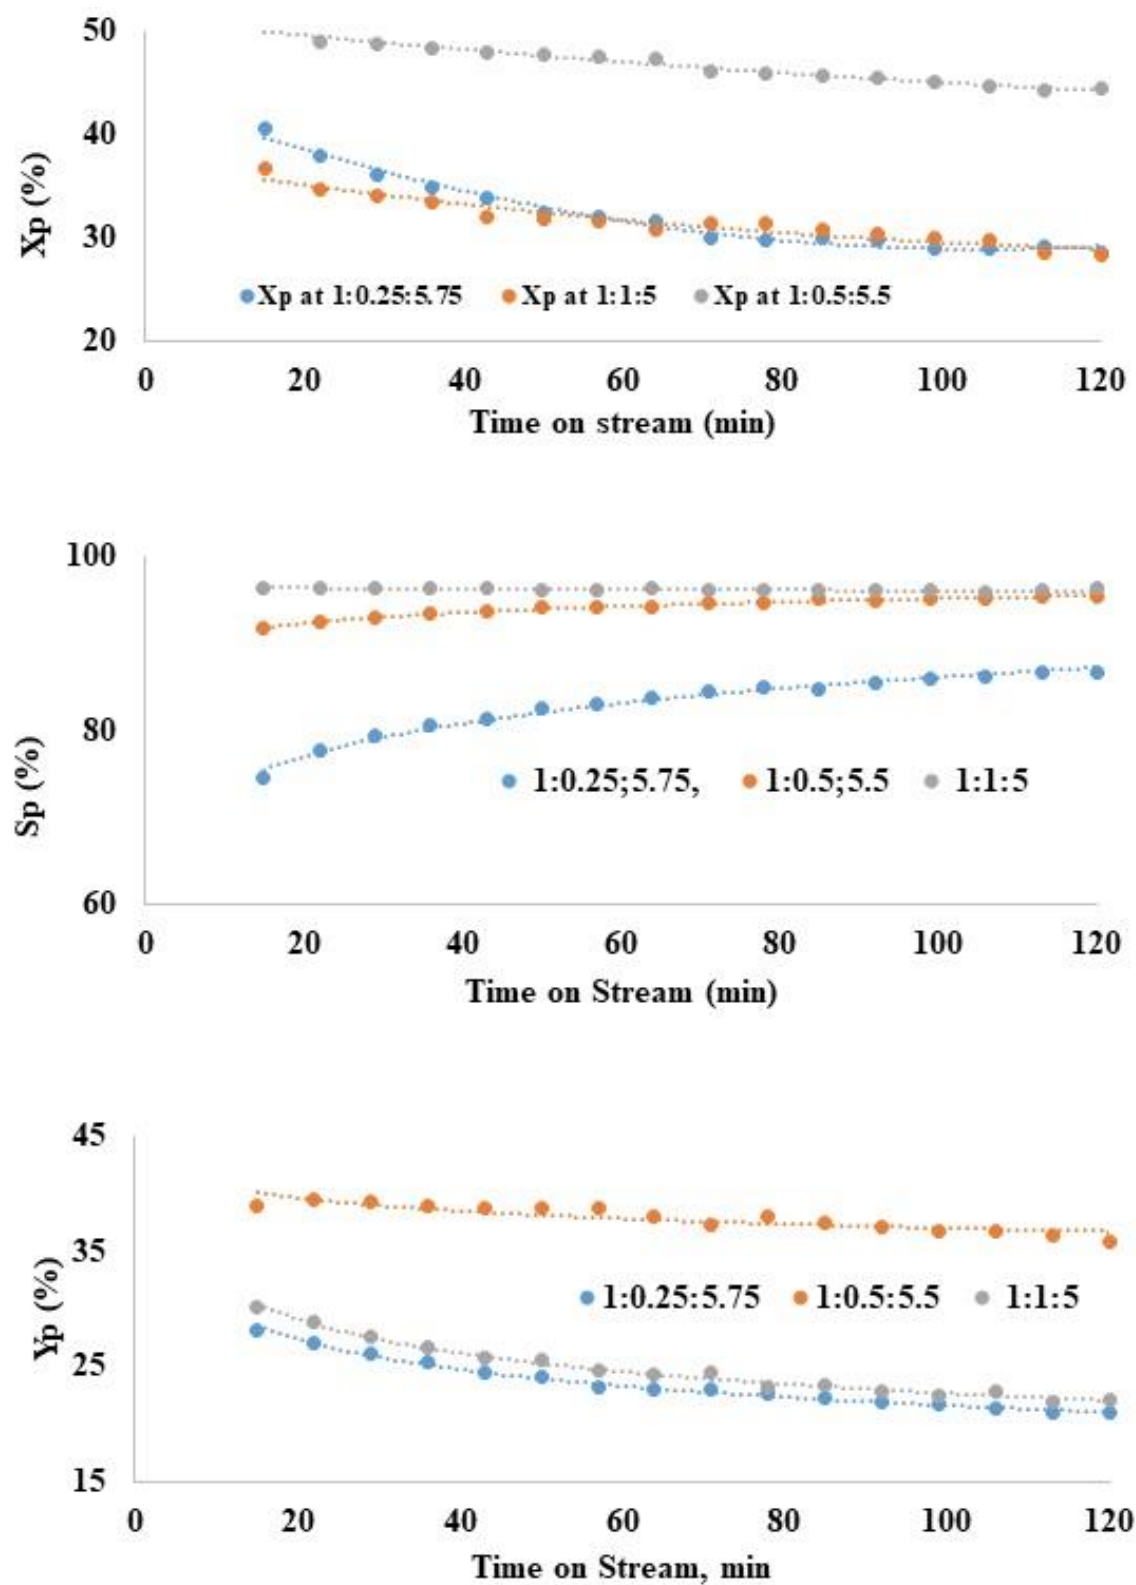 50
40
30
20
Xp (%)
Xp at 1:0.25:5.75 Xp at 1:1:5 Xp at 1:0.5:5.5
0 20 40 60 80 100 120
Time on stream (min)
100
80
60
Sp (%)
1:0.25;5.75, 1:0.5;5.5 1:1:5
0 20 40 60 80 100 120
Time on Stream (min)
45
35
25
15
Yp (%)
1:0.25:5.75 1:0.5:5.5 1:1:5
0 20 40 60 80 100 120
Time on Stream, min